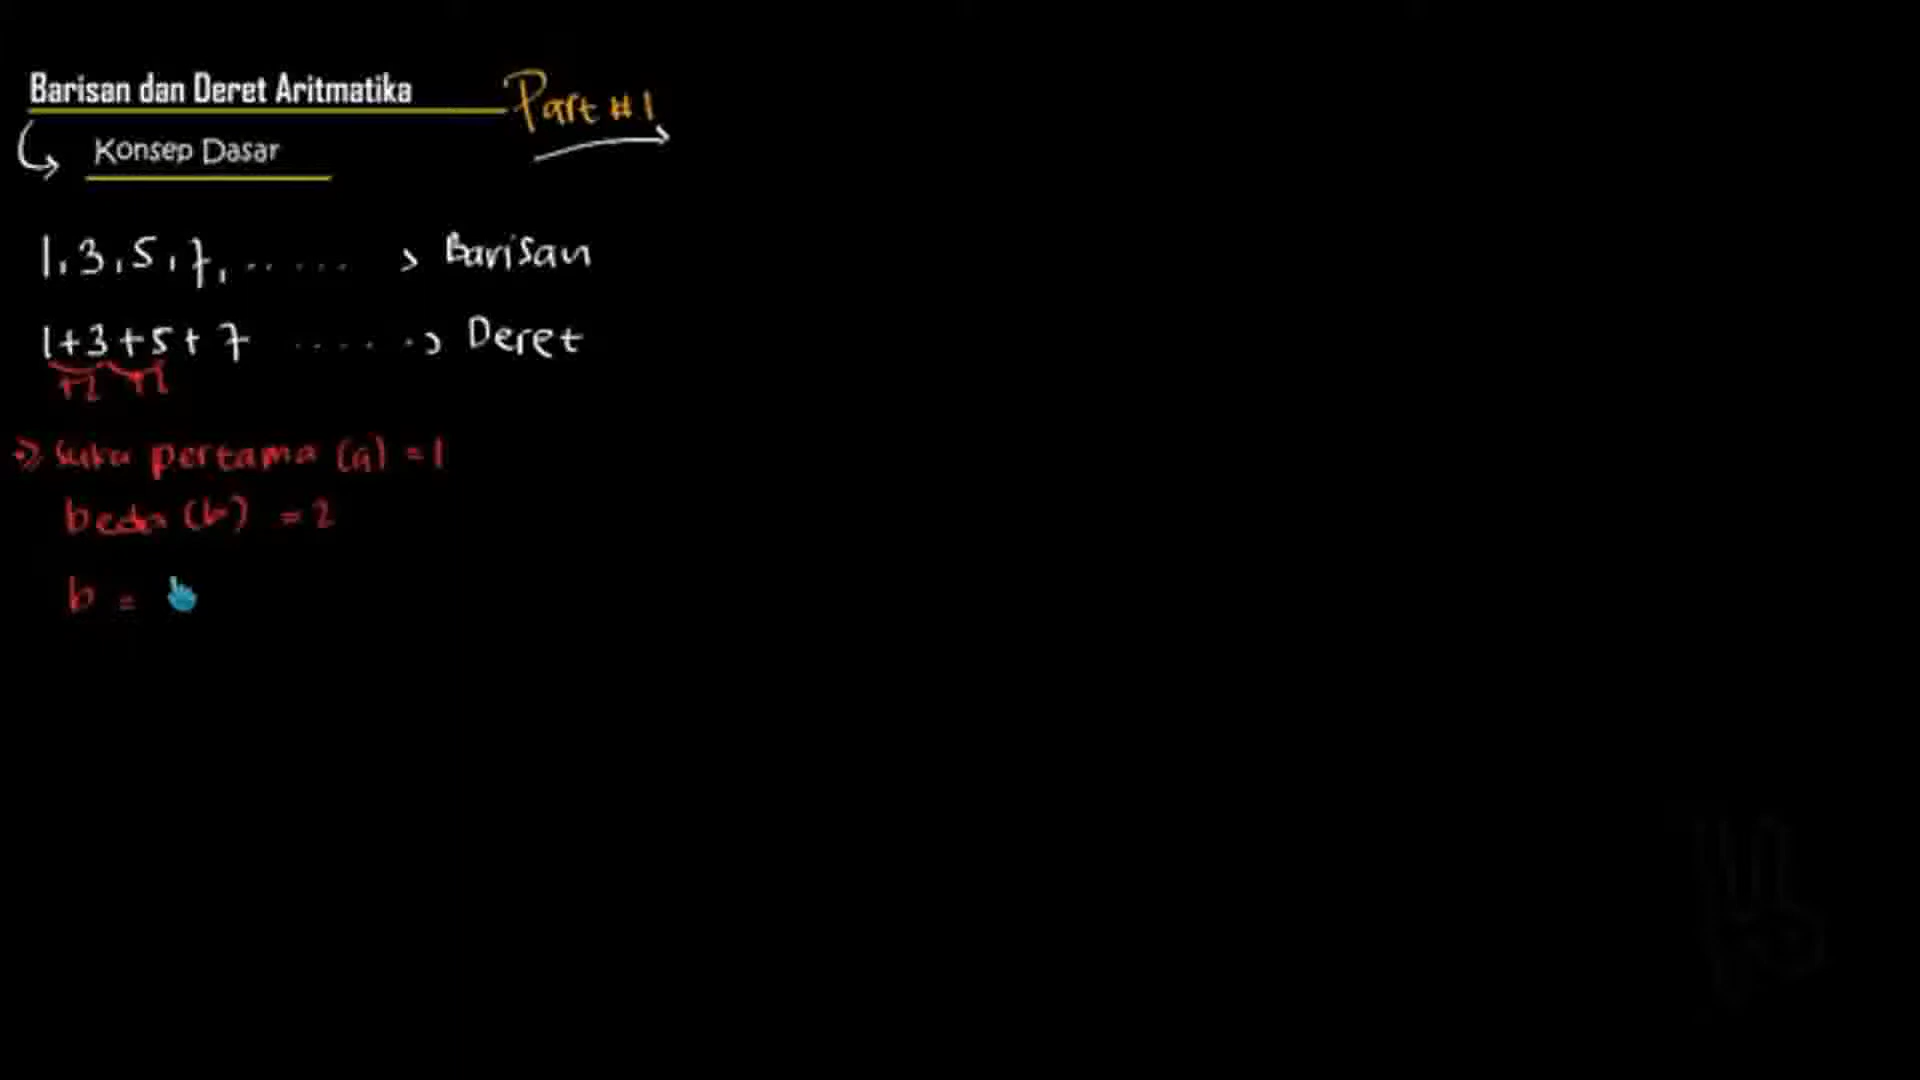 Barisan dan Deret Aritmatika Part #1
Konsep Dasar
1, 3, 5, 7, ..... > Barisan
1+3+5+7 ...... > Deret
+2 +2
=> suku pertama (a) = 1
beda (b) = 2
b =